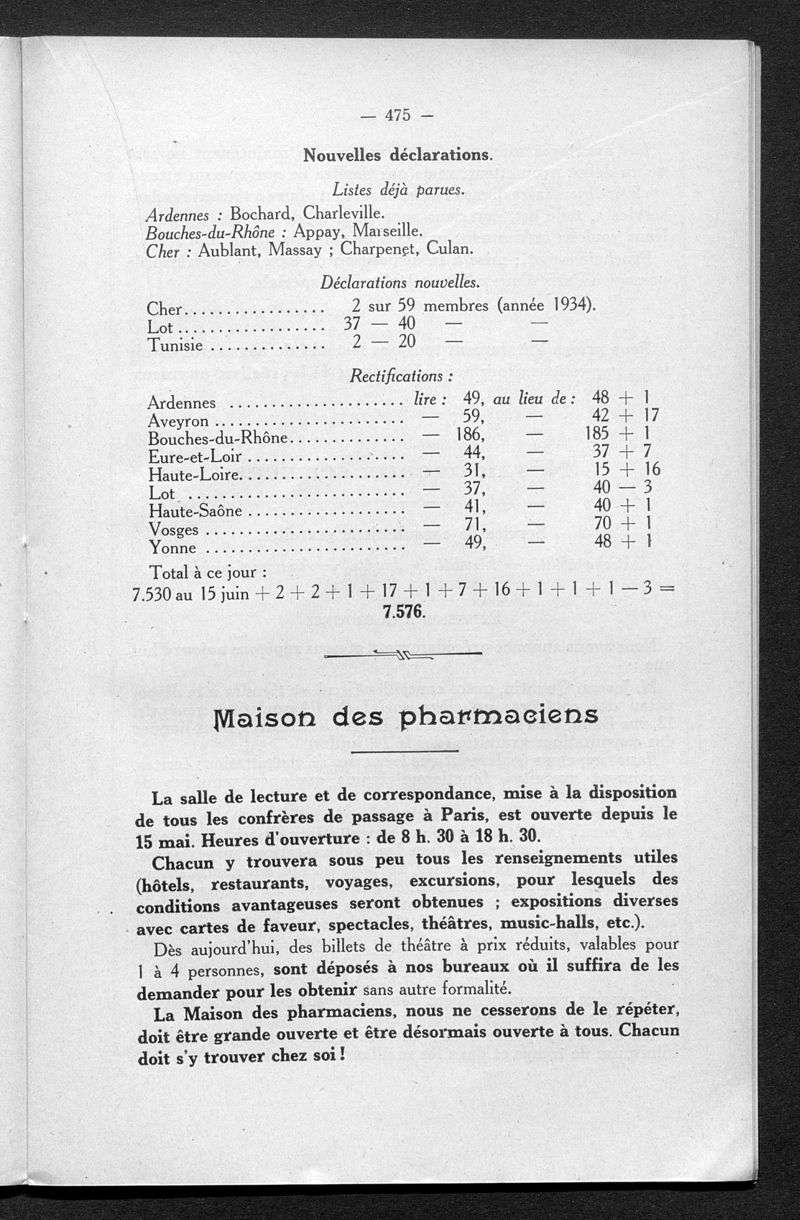 — 475 —
Nouvelles déclarations.
Listes déjà parues.
Ardennes : Bochard, Charleville.
Bouches-du-Rhône : Appay, Marseille.
Cher : Aublant, Massay ; Charpenet, Culan.
Déclarations nouvelles.
Cher................. 2 sur 59 membres (année 1934).
Lot.................. 37 — 40 — —
Tunisie .............. 2 — 20 — —
Rectifications :
Ardennes ..................... lire : 49, au lieu de : 48 + 1
Aveyron ....................... — 59, — 42 + 17
Bouches-du-Rhône.............. — 186, — 185 + 1
Eure-et-Loir ................... — 44, — 37 + 7
Haute-Loire.................... — 31, — 15 + 16
Lot .......................... — 37, — 40 — 3
Haute-Saône ................... — 41, — 40 + 1
Vosges ........................ — 71, — 70 + 1
Yonne ........................ — 49, — 48 + 1
Total à ce jour :
7.530 au 15 juin + 2 + 2 + 1 + 17 + 1 + 7 + 16 + 1 + 1 + 1 — 3 =
7.576.
Maison des pharmaciens
La salle de lecture et de correspondance, mise à la disposition
de tous les confrères de passage à Paris, est ouverte depuis le
15 mai. Heures d'ouverture : de 8 h. 30 à 18 h. 30.
Chacun y trouvera sous peu tous les renseignements utiles
(hôtels, restaurants, voyages, excursions, pour lesquels des
conditions avantageuses seront obtenues ; expositions diverses
avec cartes de faveur, spectacles, théâtres, music-halls, etc.).
Dès aujourd'hui, des billets de théâtre à prix réduits, valables pour
1 à 4 personnes, sont déposés à nos bureaux où il suffira de les
demander pour les obtenir sans autre formalité.
La Maison des pharmaciens, nous ne cesserons de le répéter,
doit être grande ouverte et être désormais ouverte à tous. Chacun
doit s'y trouver chez soi !